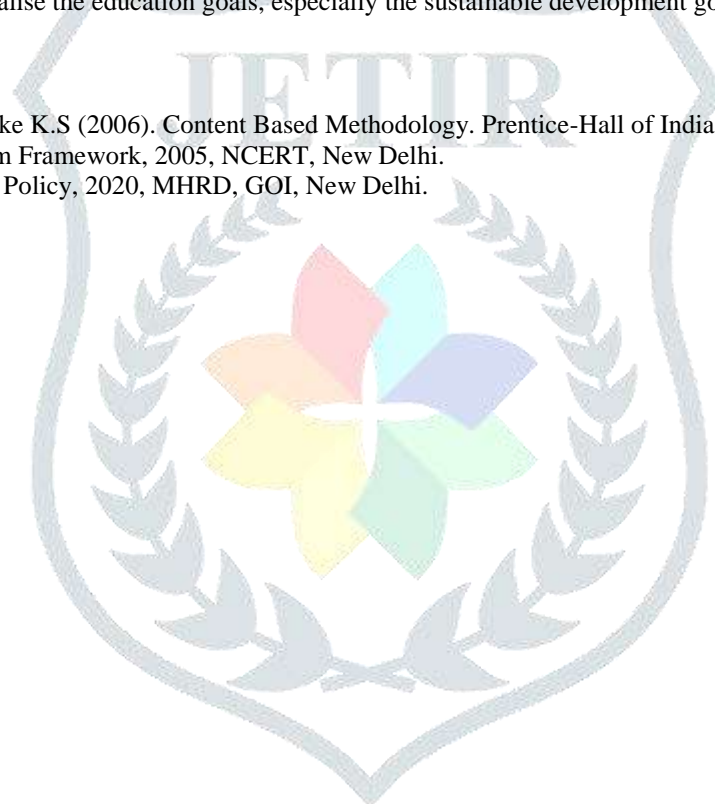 alise the education goals, especially the sustainable development go
JETIR
ke K.S (2006). Content Based Methodology. Prentice-Hall of India
m Framework, 2005, NCERT, New Delhi.
Policy, 2020, MHRD, GOI, New Delhi.